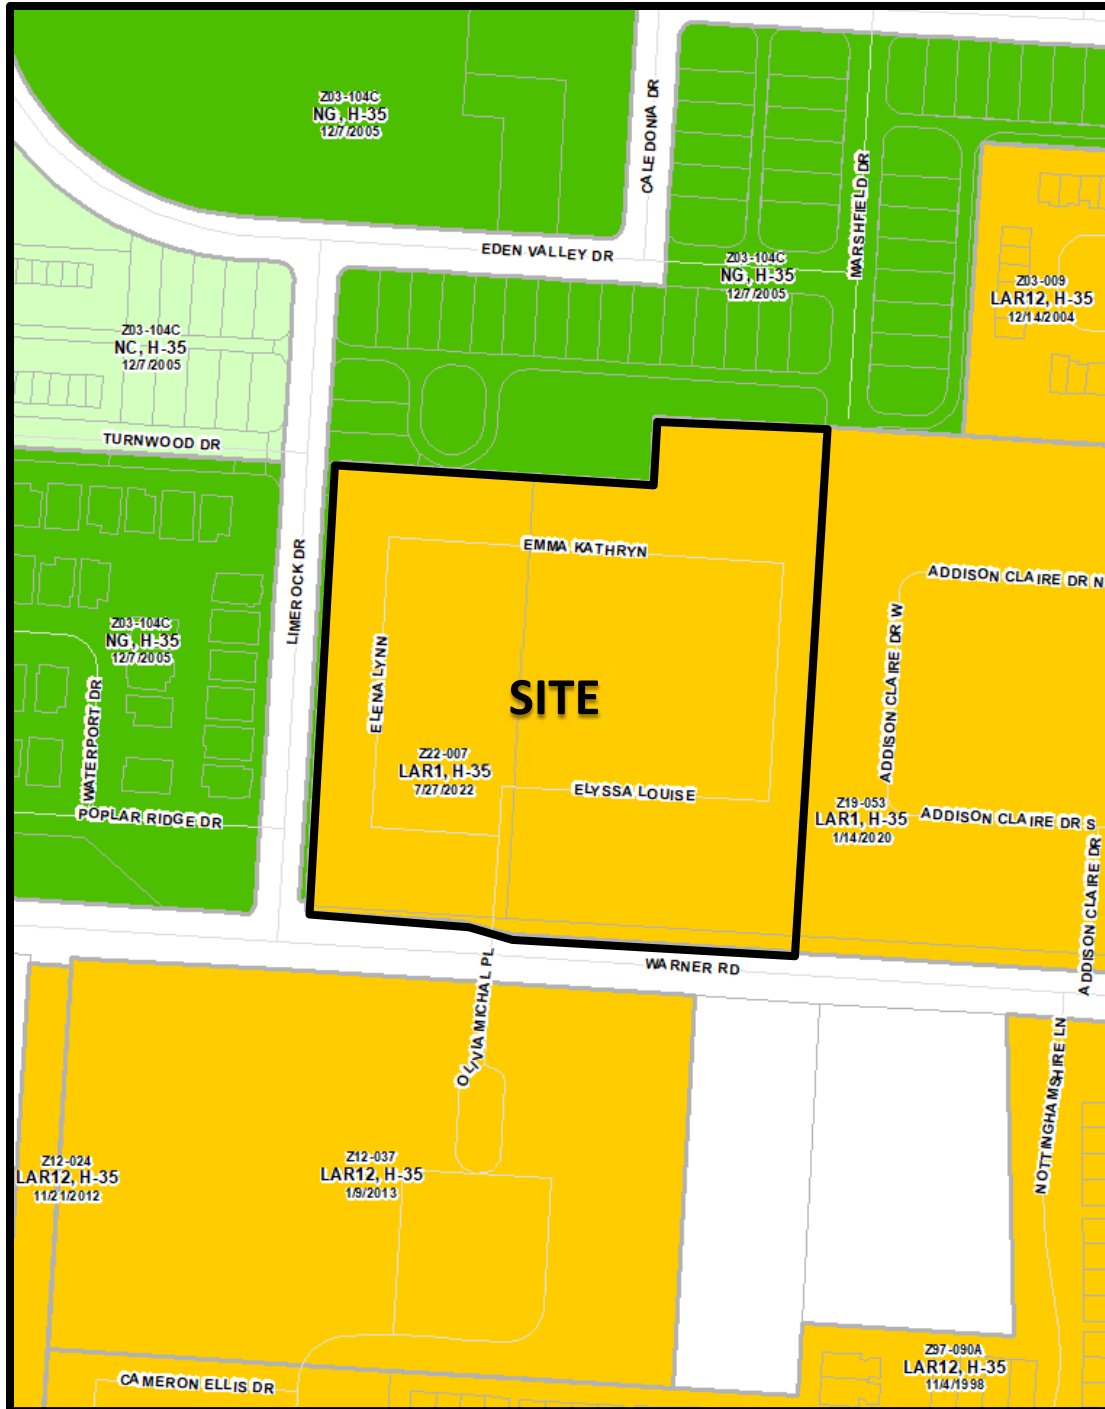 Z03-104C
NG, H-35
12/7/2005
CALEDONIA DR
MARSHFIELD DR
EDEN VALLEY DR
Z03-104C
NG, H-35
12/7/2005
Z03-009
LAR12, H-35
12/14/2004
Z03-104C
NC, H-35
12/7/2005
TURNWOOD DR
LIMEROCK DR
EMMA KATHRYN
ADDISON CLAIRE DR N
Z03-104C
NG, H-35
12/7/2005
ELENA LYNN
ADDISON CLAIRE DR W
SITE
WATERPORT DR
Z22-007
LAR1, H-35
7/27/2022
ELYSSA LOUISE
Z19-053
LAR1, H-35
1/14/2020
POPLAR RIDGE DR
ADDISON CLAIRE DR S
ADDISON CLAIRE DR
WARNER RD
OLIVIA MICHAL PL
NOTTINGHAMSHIRE LN
Z12-024
LAR12, H-35
11/21/2012
Z12-037
LAR12, H-35
1/9/2013
Z97-090A
LAR12, H-35
11/4/1998
CAMERON ELLIS DR